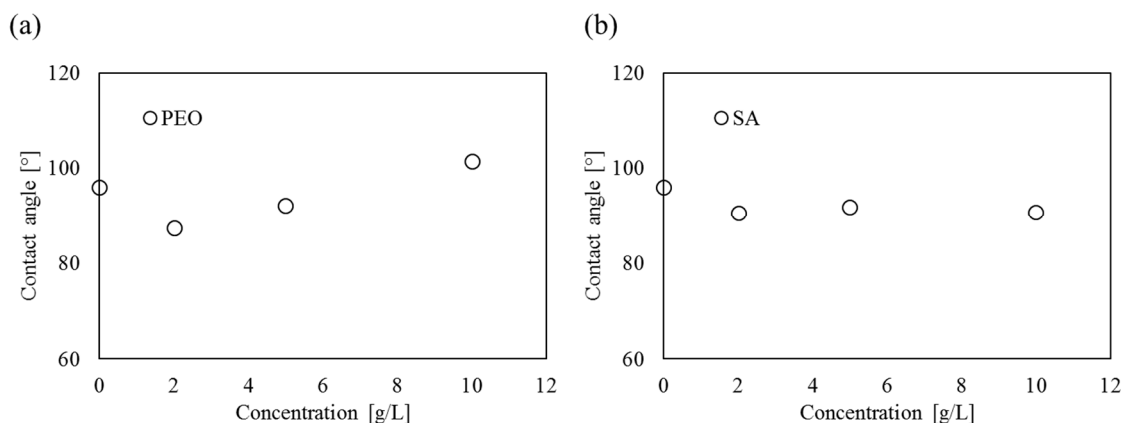 (a)
120
100
80
60
Contact angle [°]
PEO
0 2 4 6 8 10 12
Concentration [g/L]
(b)
120
100
80
60
Contact angle [°]
SA
0 2 4 6 8 10 12
Concentration [g/L]